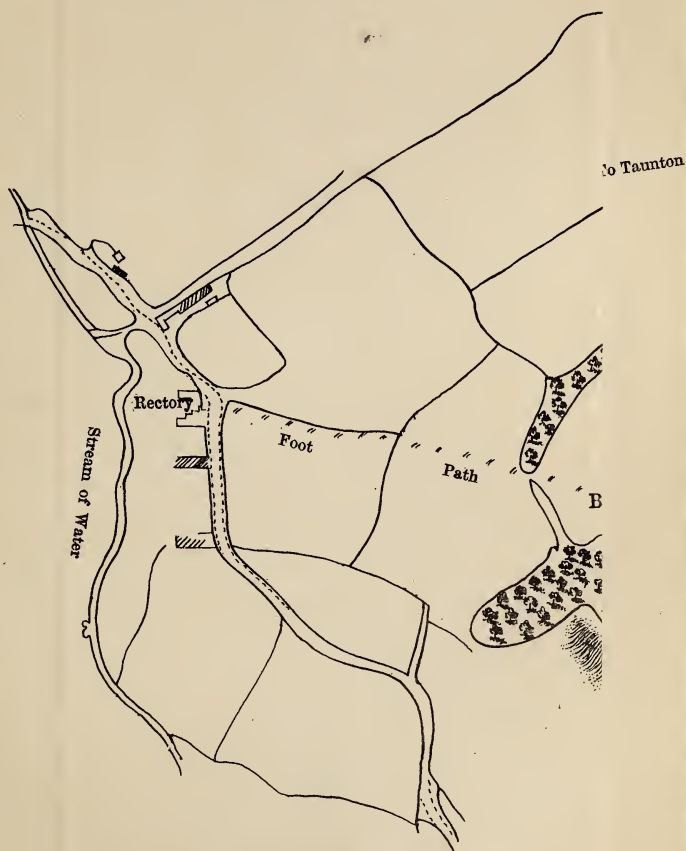 To Taunton
Rectory
Foot
Path
B
Stream of Water